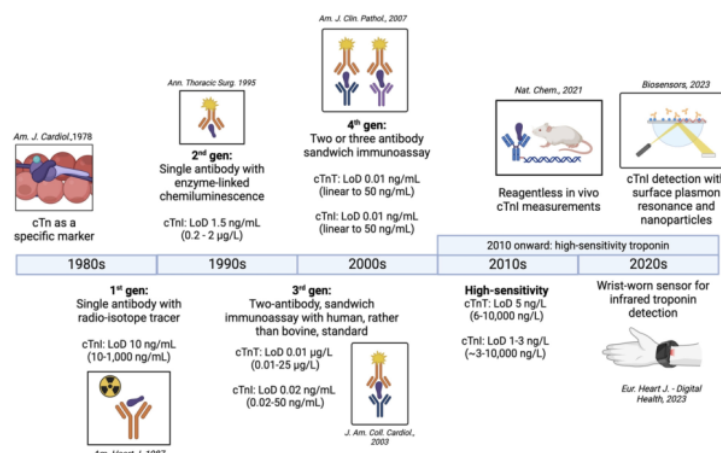 Am. J. Clin. Pathol., 2007
Ann. Thoracic Surg. 1995
Nat. Chem., 2021
Biosensors, 2023
Am. J. Cardiol.,1978
cTn as a
specific marker
2nd gen:
Single antibody with
enzyme-linked
chemiluminescence
cTnI: LoD 1.5 ng/mL
(0.2 - 2 µg/L)
4th gen:
Two or three antibody
sandwich immunoassay
cTnT: LoD 0.01 ng/mL
(linear to 50 ng/mL)
cTnI: LoD 0.01 ng/mL
(linear to 50 ng/mL)
Reagentless in vivo
cTnI measurements
cTnI detection with
surface plasmon
resonance and
nanoparticles
2010 onward: high-sensitivity troponin
1980s
1990s
2000s
2010s
2020s
1st gen:
Single antibody with
radio-isotope tracer
cTnI: LoD 10 ng/mL
(10-1,000 ng/mL)
3rd gen:
Two-antibody, sandwich
immunoassay with human, rather
than bovine, standard
cTnT: LoD 0.01 µg/L
(0.01-25 µg/L)
cTnI: LoD 0.02 ng/mL
(0.02-50 ng/mL)
J. Am. Coll. Cardiol.,
2003
High-sensitivity
cTnT: LoD 5 ng/L
(6-10,000 ng/L)
cTnI: LoD 1-3 ng/L
(~3-10,000 ng/L)
Wrist-worn sensor for
infrared troponin
detection
Eur. Heart J. - Digital
Health, 2023
Am. Heart J. 1987